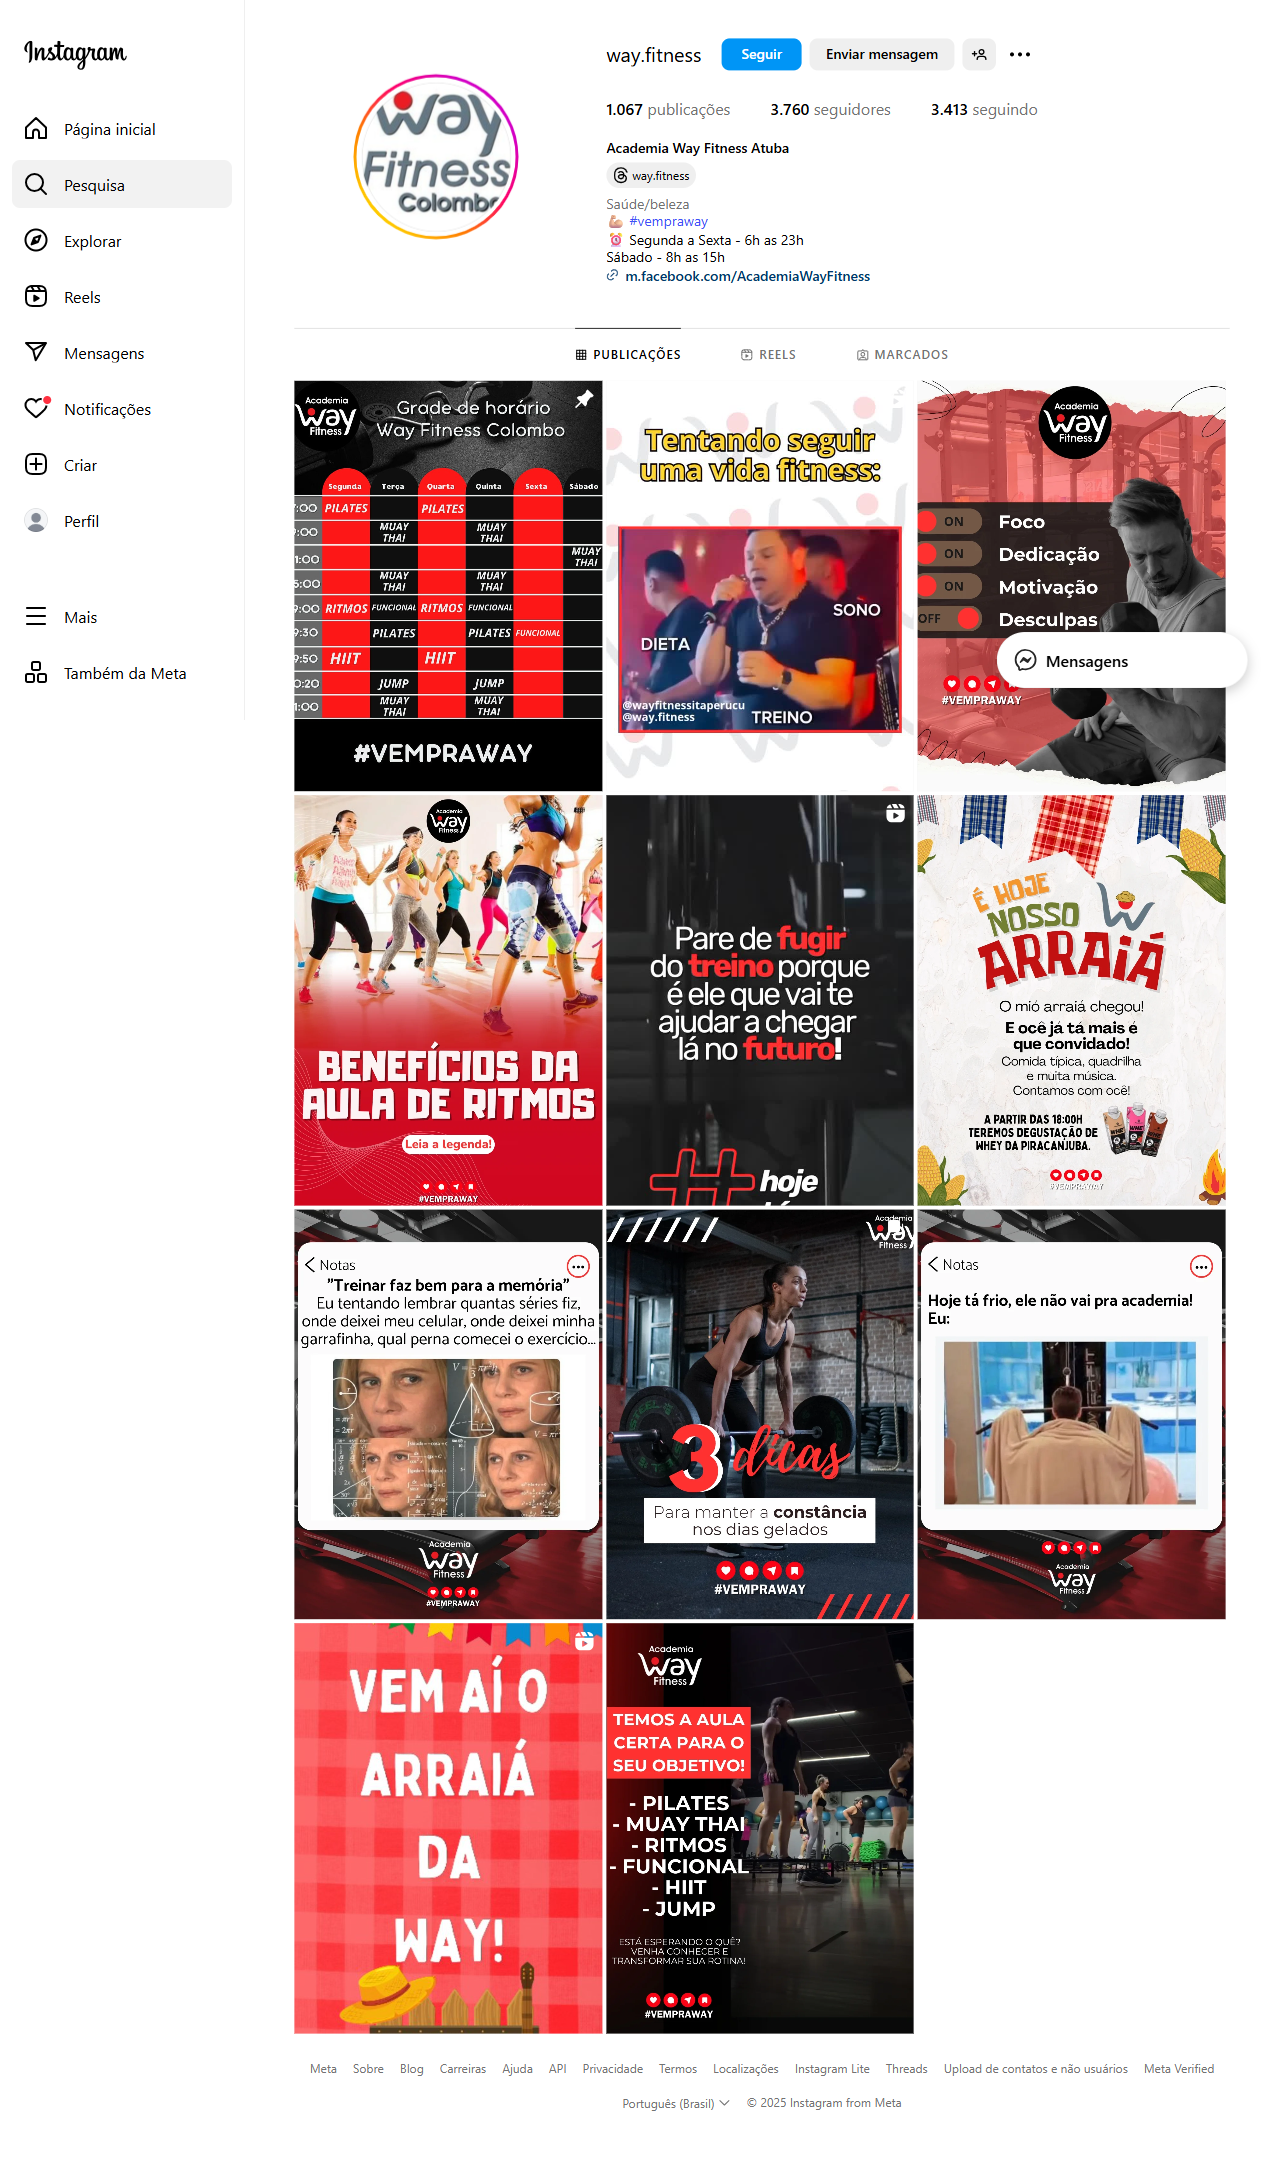 Instagram
Página inicial
Pesquisa
Explorar
Reels
Mensagens
Notificações
Criar
Perfil
Mais
Também da Meta
way
Fitness
Colombo
way.fitness
Seguir
Enviar mensagem
1.067 publicações
3.760 seguidores
3.413 seguindo
Academia Way Fitness Atuba
way.fitness
Saúde/beleza
#vempraway
Segunda a Sexta - 6h as 23h
Sábado - 8h as 15h
m.facebook.com/AcademiaWayFitness
PUBLICAÇÕES
REELS
MARCADOS
Academia
Way
Fitness
Grade de horário
Way Fitness Colombo
Segunda Terça Quarta Quinta Sexta Sábado
7:00 PILATES PILATES
9:00 MUAY THAI MUAY THAI
1:00 MUAY THAI
5:00 MUAY THAI MUAY THAI
9:00 RITMOS FUNCIONAL RITMOS FUNCIONAL
9:30 PILATES PILATES FUNCIONAL
9:50 HIIT HIIT
0:20 JUMP JUMP
1:00 MUAY THAI MUAY THAI
#VEMPRAWAY
Tentando seguir
uma vida fitness:
SONO
DIETA
@wayfitnessitaperucu
@way.fitness
TREINO
Academia
Way
Fitness
ON Foco
ON Dedicação
ON Motivação
OFF Desculpas
Mensagens
#VEMPRAWAY
Academia
Way
Fitness
BENEFÍCIOS DA
AULA DE RITMOS
Leia a legenda!
#VEMPRAWAY
Pare de fugir
do treino porque
é ele que vai te
ajudar a chegar
lá no futuro!
#hoje
É HOJE
NOSSO
ARRAIÁ
O mió arraiá chegou!
E ocê já tá mais é
que convidado!
Comida típica, quadrilha
e muita música.
Contamos com ocê!
A PARTIR DAS 18:00H
TEREMOS DEGUSTAÇÃO DE
WHEY DA PIRACANJUBA.
#VEMPRAWAY
Notas
"Treinar faz bem para a memória"
Eu tentando lembrar quantas séries fiz,
onde deixei meu celular, onde deixei minha
garrafinha, qual perna comecei o exercício...
Academia
Way
Fitness
#VEMPRAWAY
Academia
Way
Fitness
3 dicas
Para manter a constância
nos dias gelados
#VEMPRAWAY
Notas
Hoje tá frio, ele não vai pra academia!
Eu:
Academia
Way
Fitness
VEM AÍ O
ARRAIÁ
DA
WAY!
Academia
Way
Fitness
TEMOS A AULA
CERTA PARA O
SEU OBJETIVO!
- PILATES
- MUAY THAI
- RITMOS
- FUNCIONAL
- HIIT
- JUMP
ESTÁ ESPERANDO O QUÊ?
VENHA CONHECER E
TRANSFORMAR SUA ROTINA!
#VEMPRAWAY
Meta Sobre Blog Carreiras Ajuda API Privacidade Termos Localizações Instagram Lite Threads Upload de contatos e não usuários Meta Verified
Português (Brasil) © 2025 Instagram from Meta